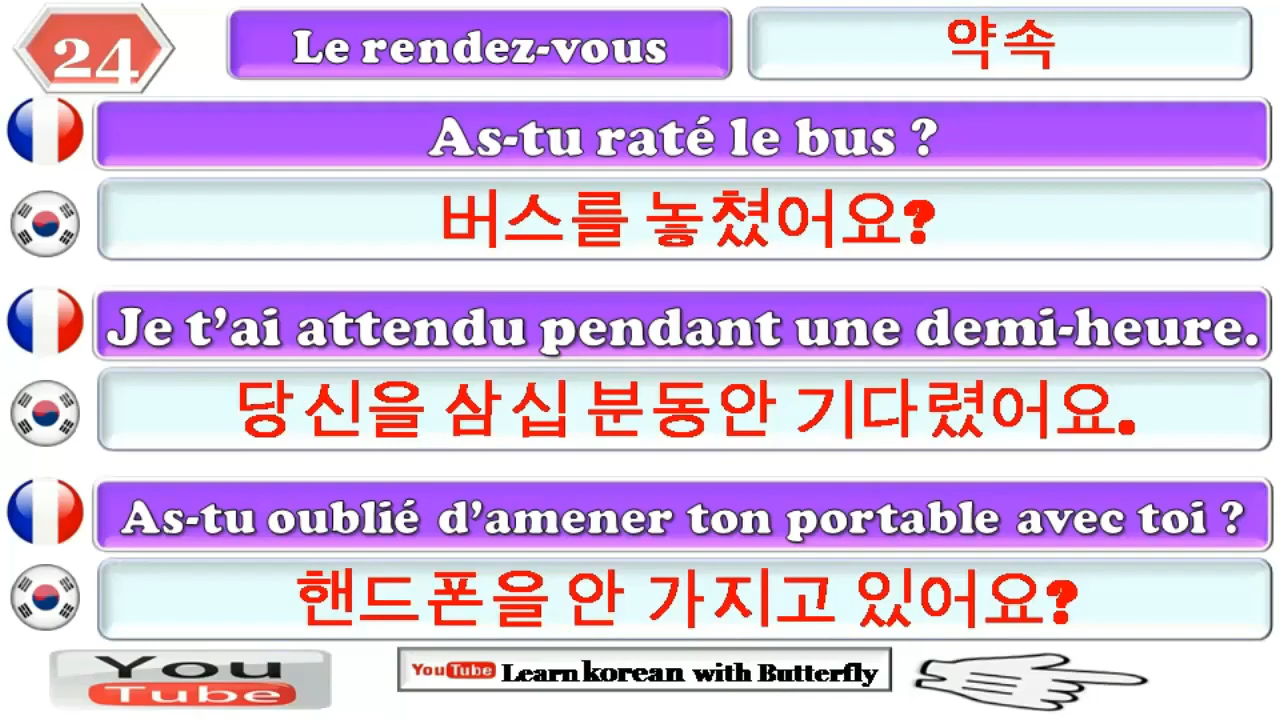 24
Le rendez-vous
약속
As-tu raté le bus ?
버스를 놓쳤어요?
Je t’ai attendu pendant une demi-heure.
당신을 삼십 분동안 기다렸어요.
As-tu oublié d’amener ton portable avec toi ?
핸드폰을 안 가지고 있어요?
You Tube
YouTube Learn korean with Butterfly